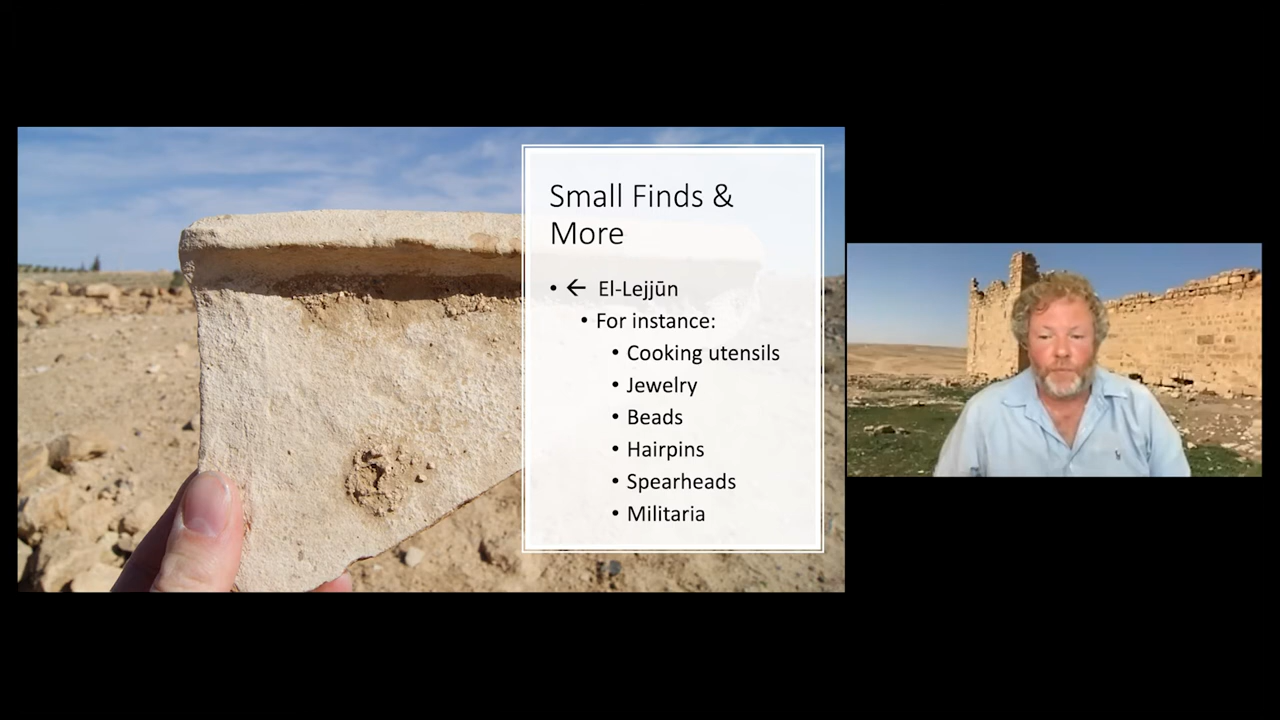 Small Finds &
More
• ← El-Lejjūn
• For instance:
• Cooking utensils
• Jewelry
• Beads
• Hairpins
• Spearheads
• Militaria